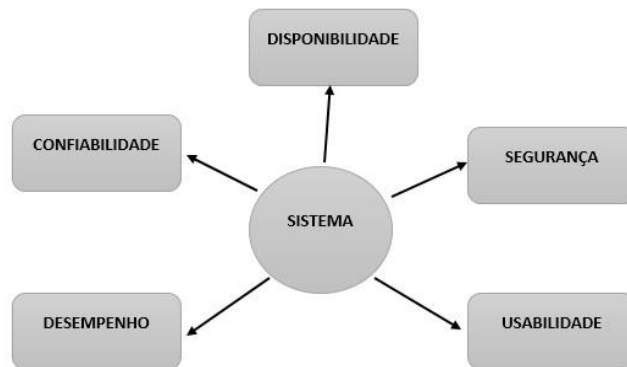 DISPONIBILIDADE
CONFIABILIDADE
SEGURANÇA
SISTEMA
DESEMPENHO
USABILIDADE